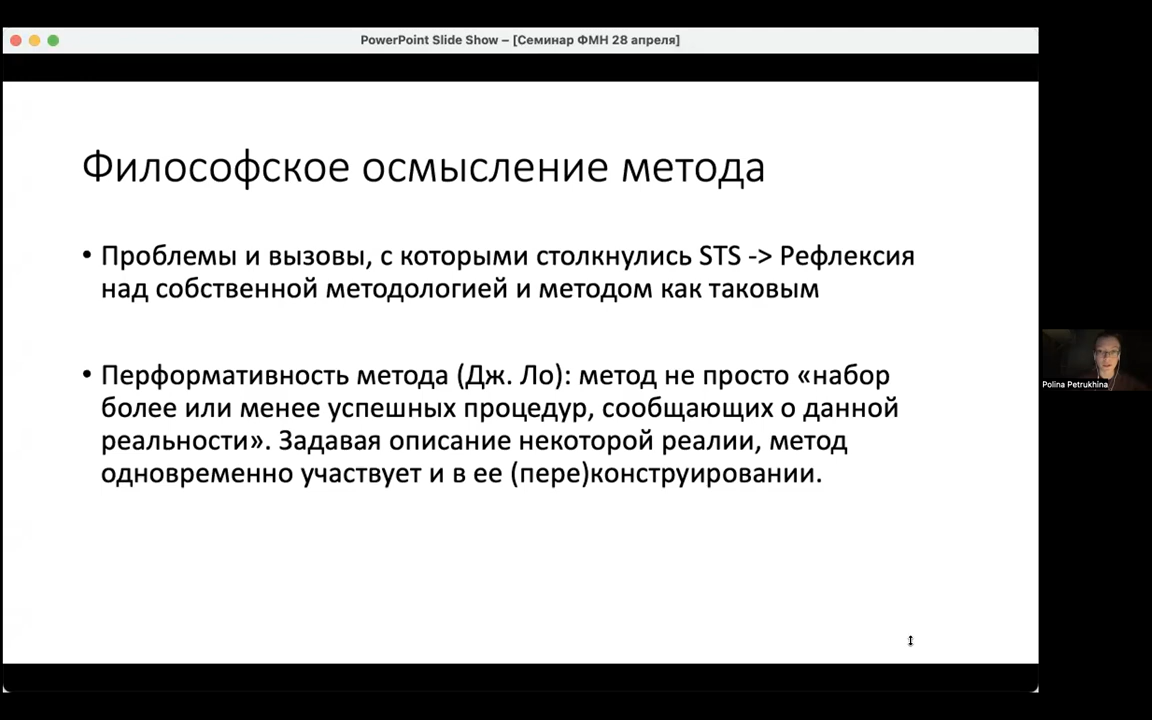 PowerPoint Slide Show – [Семинар ФМН 28 апреля]
Философское осмысление метода
• Проблемы и вызовы, с которыми столкнулись STS -> Рефлексия
над собственной методологией и методом как таковым
• Перформативность метода (Дж. Ло): метод не просто «набор
более или менее успешных процедур, сообщающих о данной
реальности». Задавая описание некоторой реалии, метод
одновременно участвует и в ее (пере)конструировании.
Polina Petrukhina